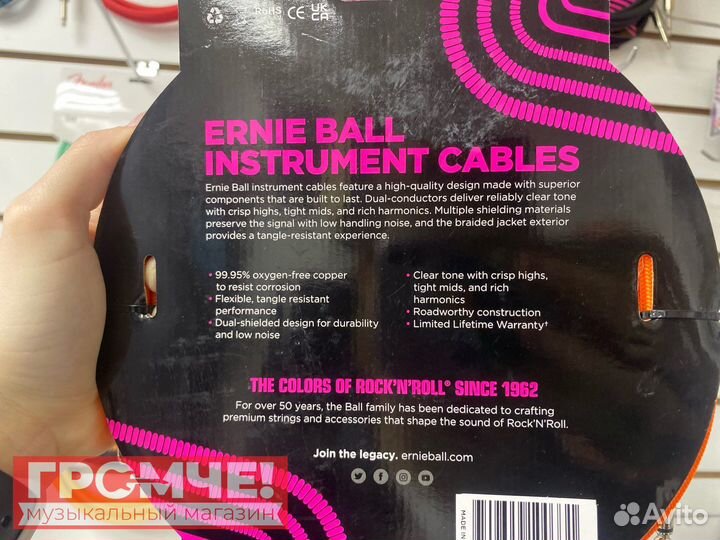 RoHS CE UK CA
Fender
ERNIE BALL
INSTRUMENT CABLES
Ernie Ball instrument cables feature a high-quality design made with superior
components that are built to last. Dual-conductors deliver reliably clear tone
with crisp highs, tight mids, and rich harmonics. Multiple shielding materials
preserve the signal with low handling noise, and the braided jacket exterior
provides a tangle-resistant experience.
• 99.95% oxygen-free copper
to resist corrosion
• Flexible, tangle resistant
performance
• Dual-shielded design for durability
and low noise
• Clear tone with crisp highs,
tight mids, and rich
harmonics
• Roadworthy construction
• Limited Lifetime Warranty†
THE COLORS OF ROCK'N'ROLL® SINCE 1962
For over 50 years, the Ball family has been dedicated to crafting
premium strings and accessories that shape the sound of Rock'N'Roll.
Join the legacy. ernieball.com
MADE IN
ГРОМЧЕ!
МУЗЫКАЛЬНЫЙ МАГАЗИН
Avito